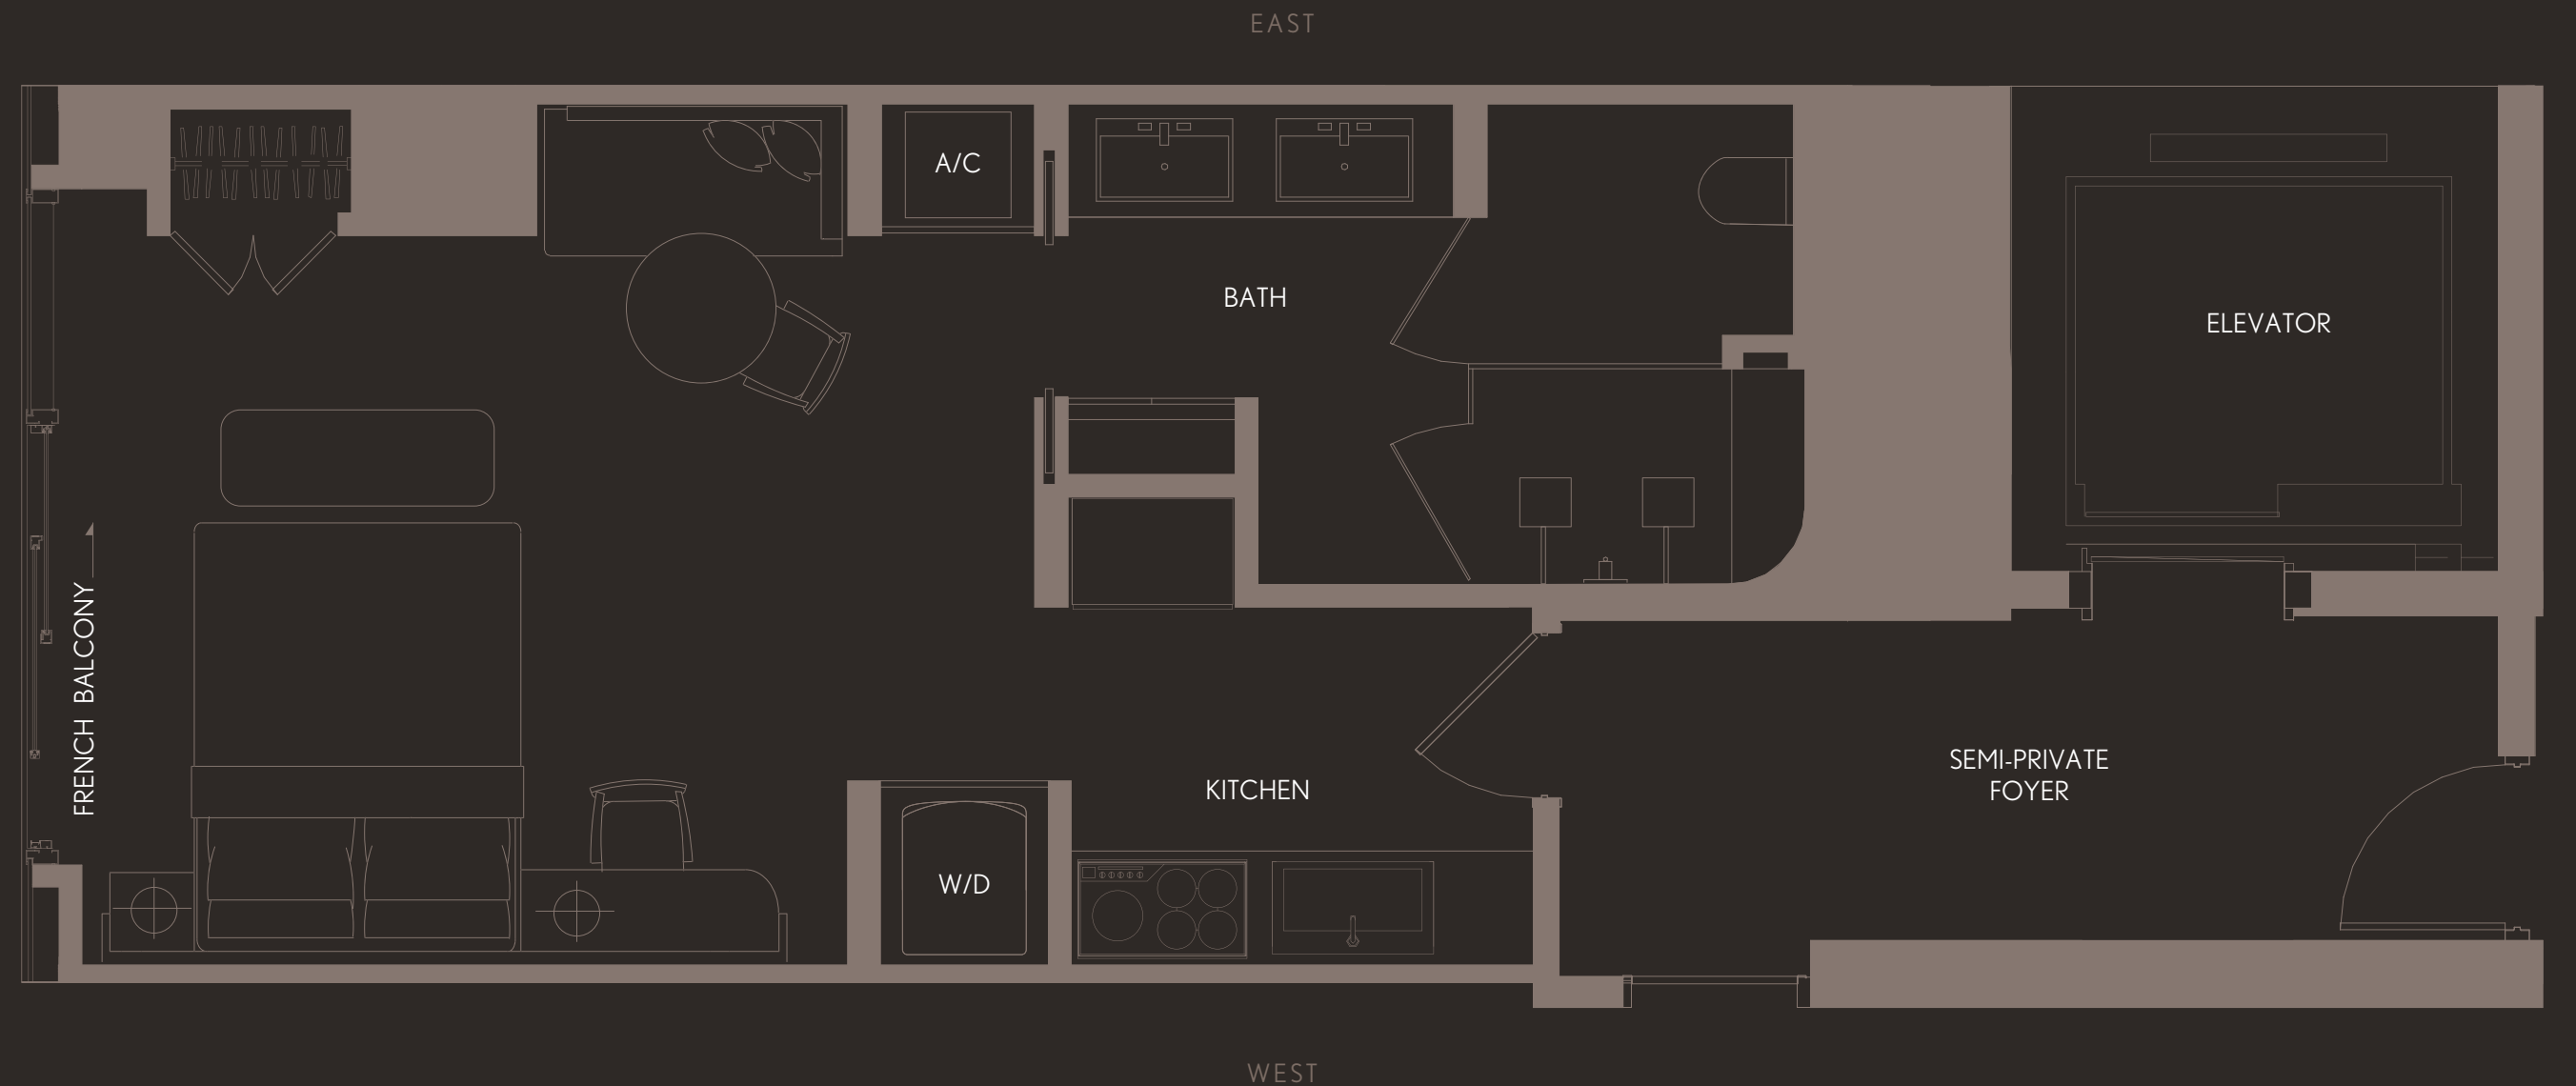 EAST
A/C
BATH
ELEVATOR
FRENCH BALCONY
SEMI-PRIVATE
FOYER
KITCHEN
W/D
WEST